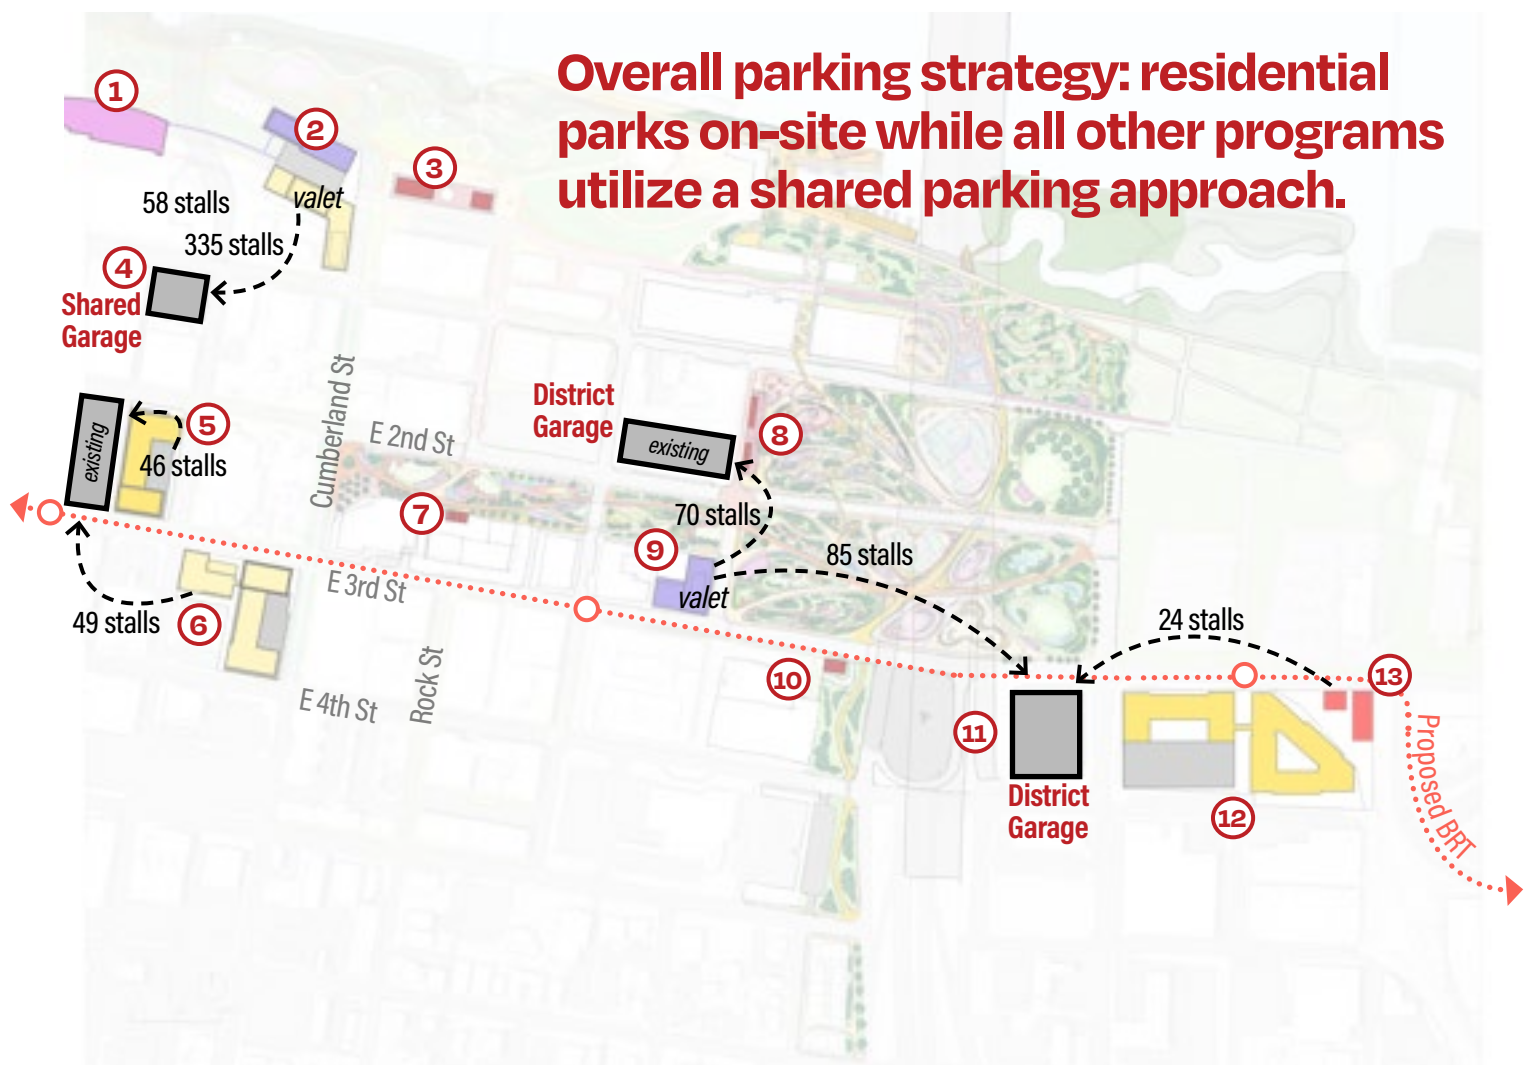 Overall parking strategy: residential
parks on-site while all other programs
utilize a shared parking approach.
1
2
3
valet
58 stalls
335 stalls
4
Shared
Garage
5
existing
46 stalls
Cumberland St
E 2nd St
District
Garage
existing
8
7
70 stalls
9
valet
85 stalls
E 3rd St
49 stalls
6
E 4th St
Rock St
10
24 stalls
13
11
District
Garage
12
Proposed BRT